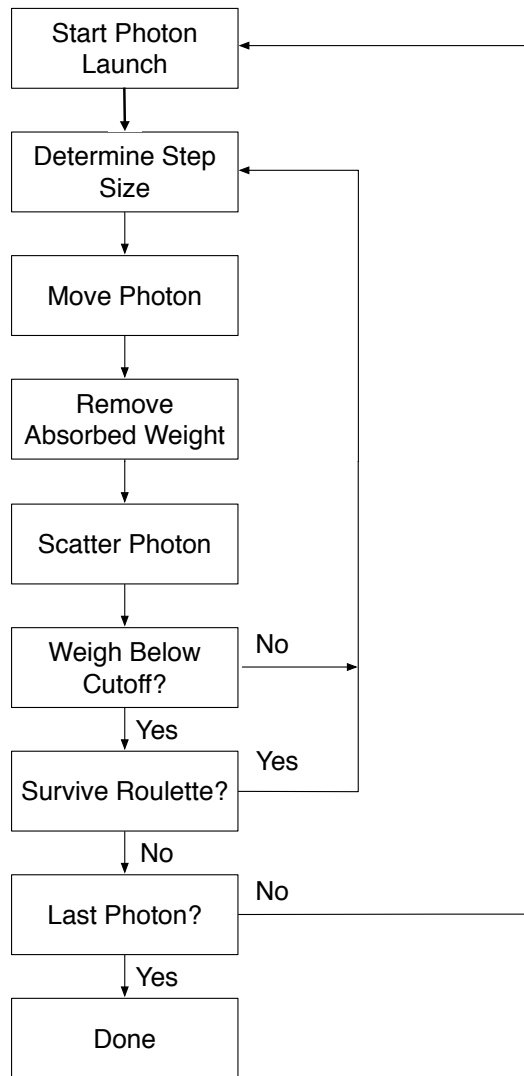 Start Photon
Launch
Determine Step
Size
Move Photon
Remove
Absorbed Weight
Scatter Photon
Weigh Below
Cutoff?
No
Yes
Survive Roulette?
Yes
No
Last Photon?
No
Yes
Done